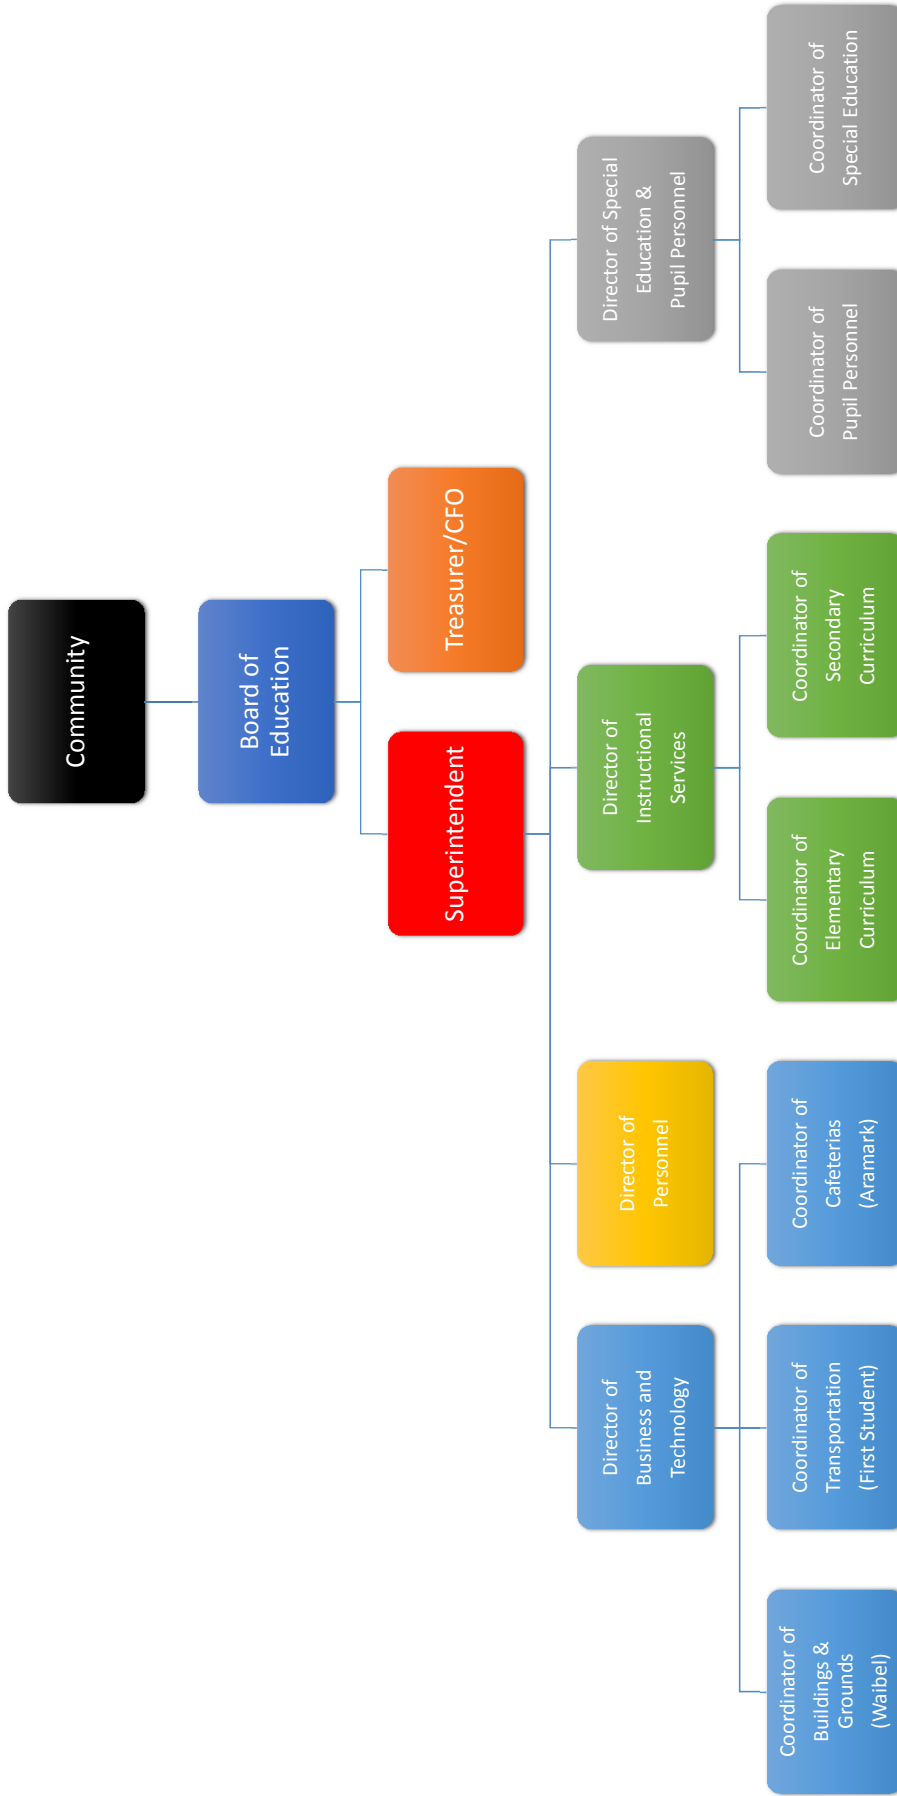 Community
Board of
Education
Superintendent
Treasurer/CFO
Director of
Business and
Technology
Director of
Personnel
Director of
Instructional
Services
Director of Special
Education &
Pupil Personnel
Coordinator of
Buildings &
Grounds
(Waibel)
Coordinator of
Transportation
(First Student)
Coordinator of
Cafeterias
(Aramark)
Coordinator of
Elementary
Curriculum
Coordinator of
Secondary
Curriculum
Coordinator of
Pupil Personnel
Coordinator of
Special Education